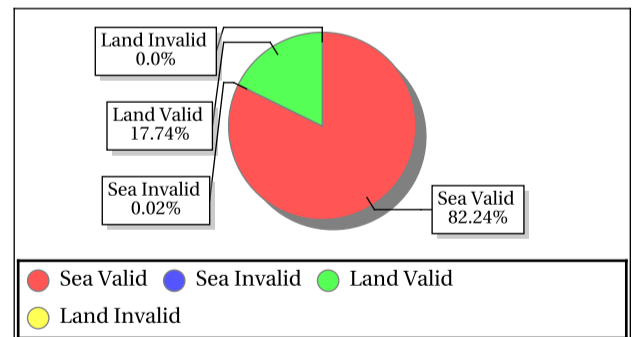 Land Invalid
0.0%
Land Valid
17.74%
Sea Invalid
0.02%
Sea Valid
82.24%
Sea Valid Sea Invalid Land Valid
Land Invalid